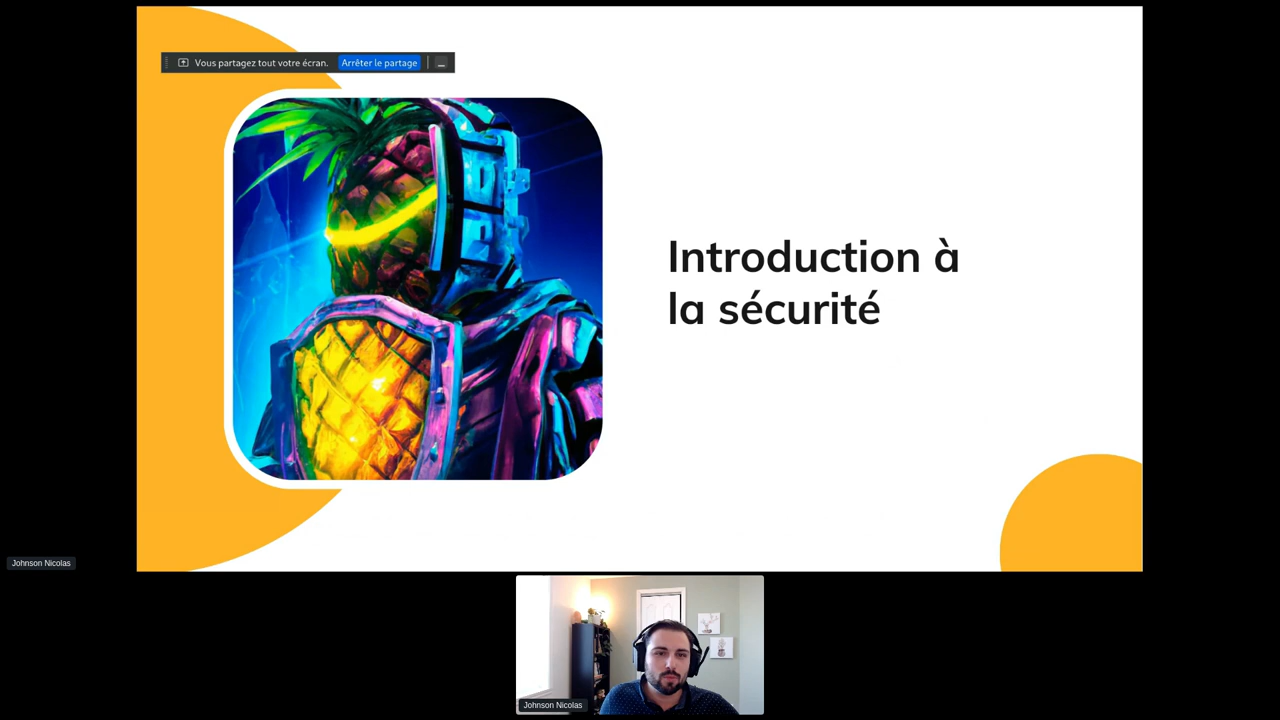 Vous partagez tout votre écran. Arrêter le partage
Introduction à
la sécurité
Johnson Nicolas
Johnson Nicolas